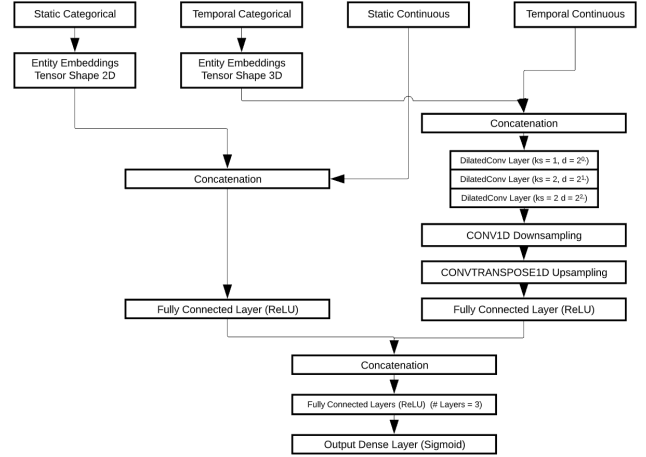 Static Categorical
Temporal Categorical
Static Continuous
Temporal Continuous
Entity Embeddings
Tensor Shape 2D
Entity Embeddings
Tensor Shape 3D
Concatenation
DilatedConv Layer (ks = 1, d = 2⁰·)
DilatedConv Layer (ks = 2, d = 2¹·)
DilatedConv Layer (ks = 2 d = 2²·)
Concatenation
CONV1D Downsampling
CONVTRANSPOSE1D Upsampling
Fully Connected Layer (ReLU)
Fully Connected Layer (ReLU)
Concatenation
Fully Connected Layers (ReLU) (# Layers = 3)
Output Dense Layer (Sigmoid)